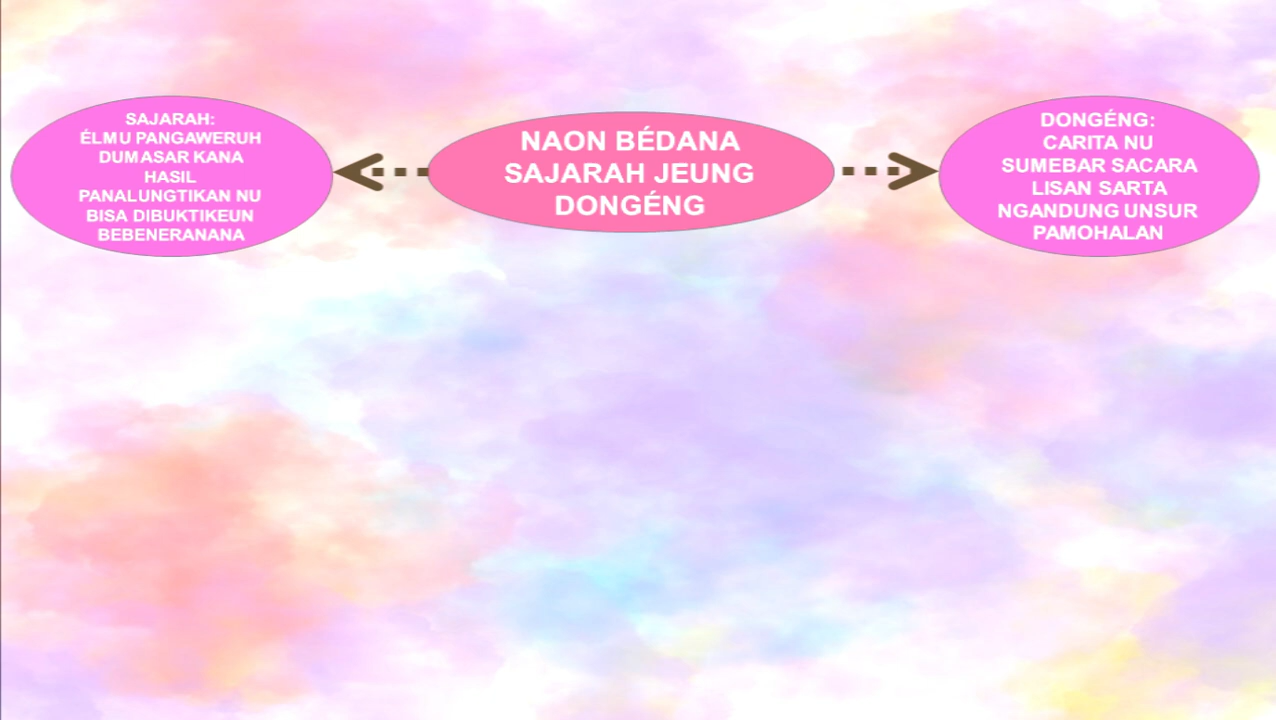 SAJARAH:
ÉLMU PANGAWERUH
DUMASAR KANA
HASIL
PANALUNGTIKAN NU
BISA DIBUKTIKEUN
BEBENERANANA
NAON BÉDANA
SAJARAH JEUNG
DONGÉNG
DONGÉNG:
CARITA NU
SUMEBAR SACARA
LISAN SARTA
NGANDUNG UNSUR
PAMOHALAN